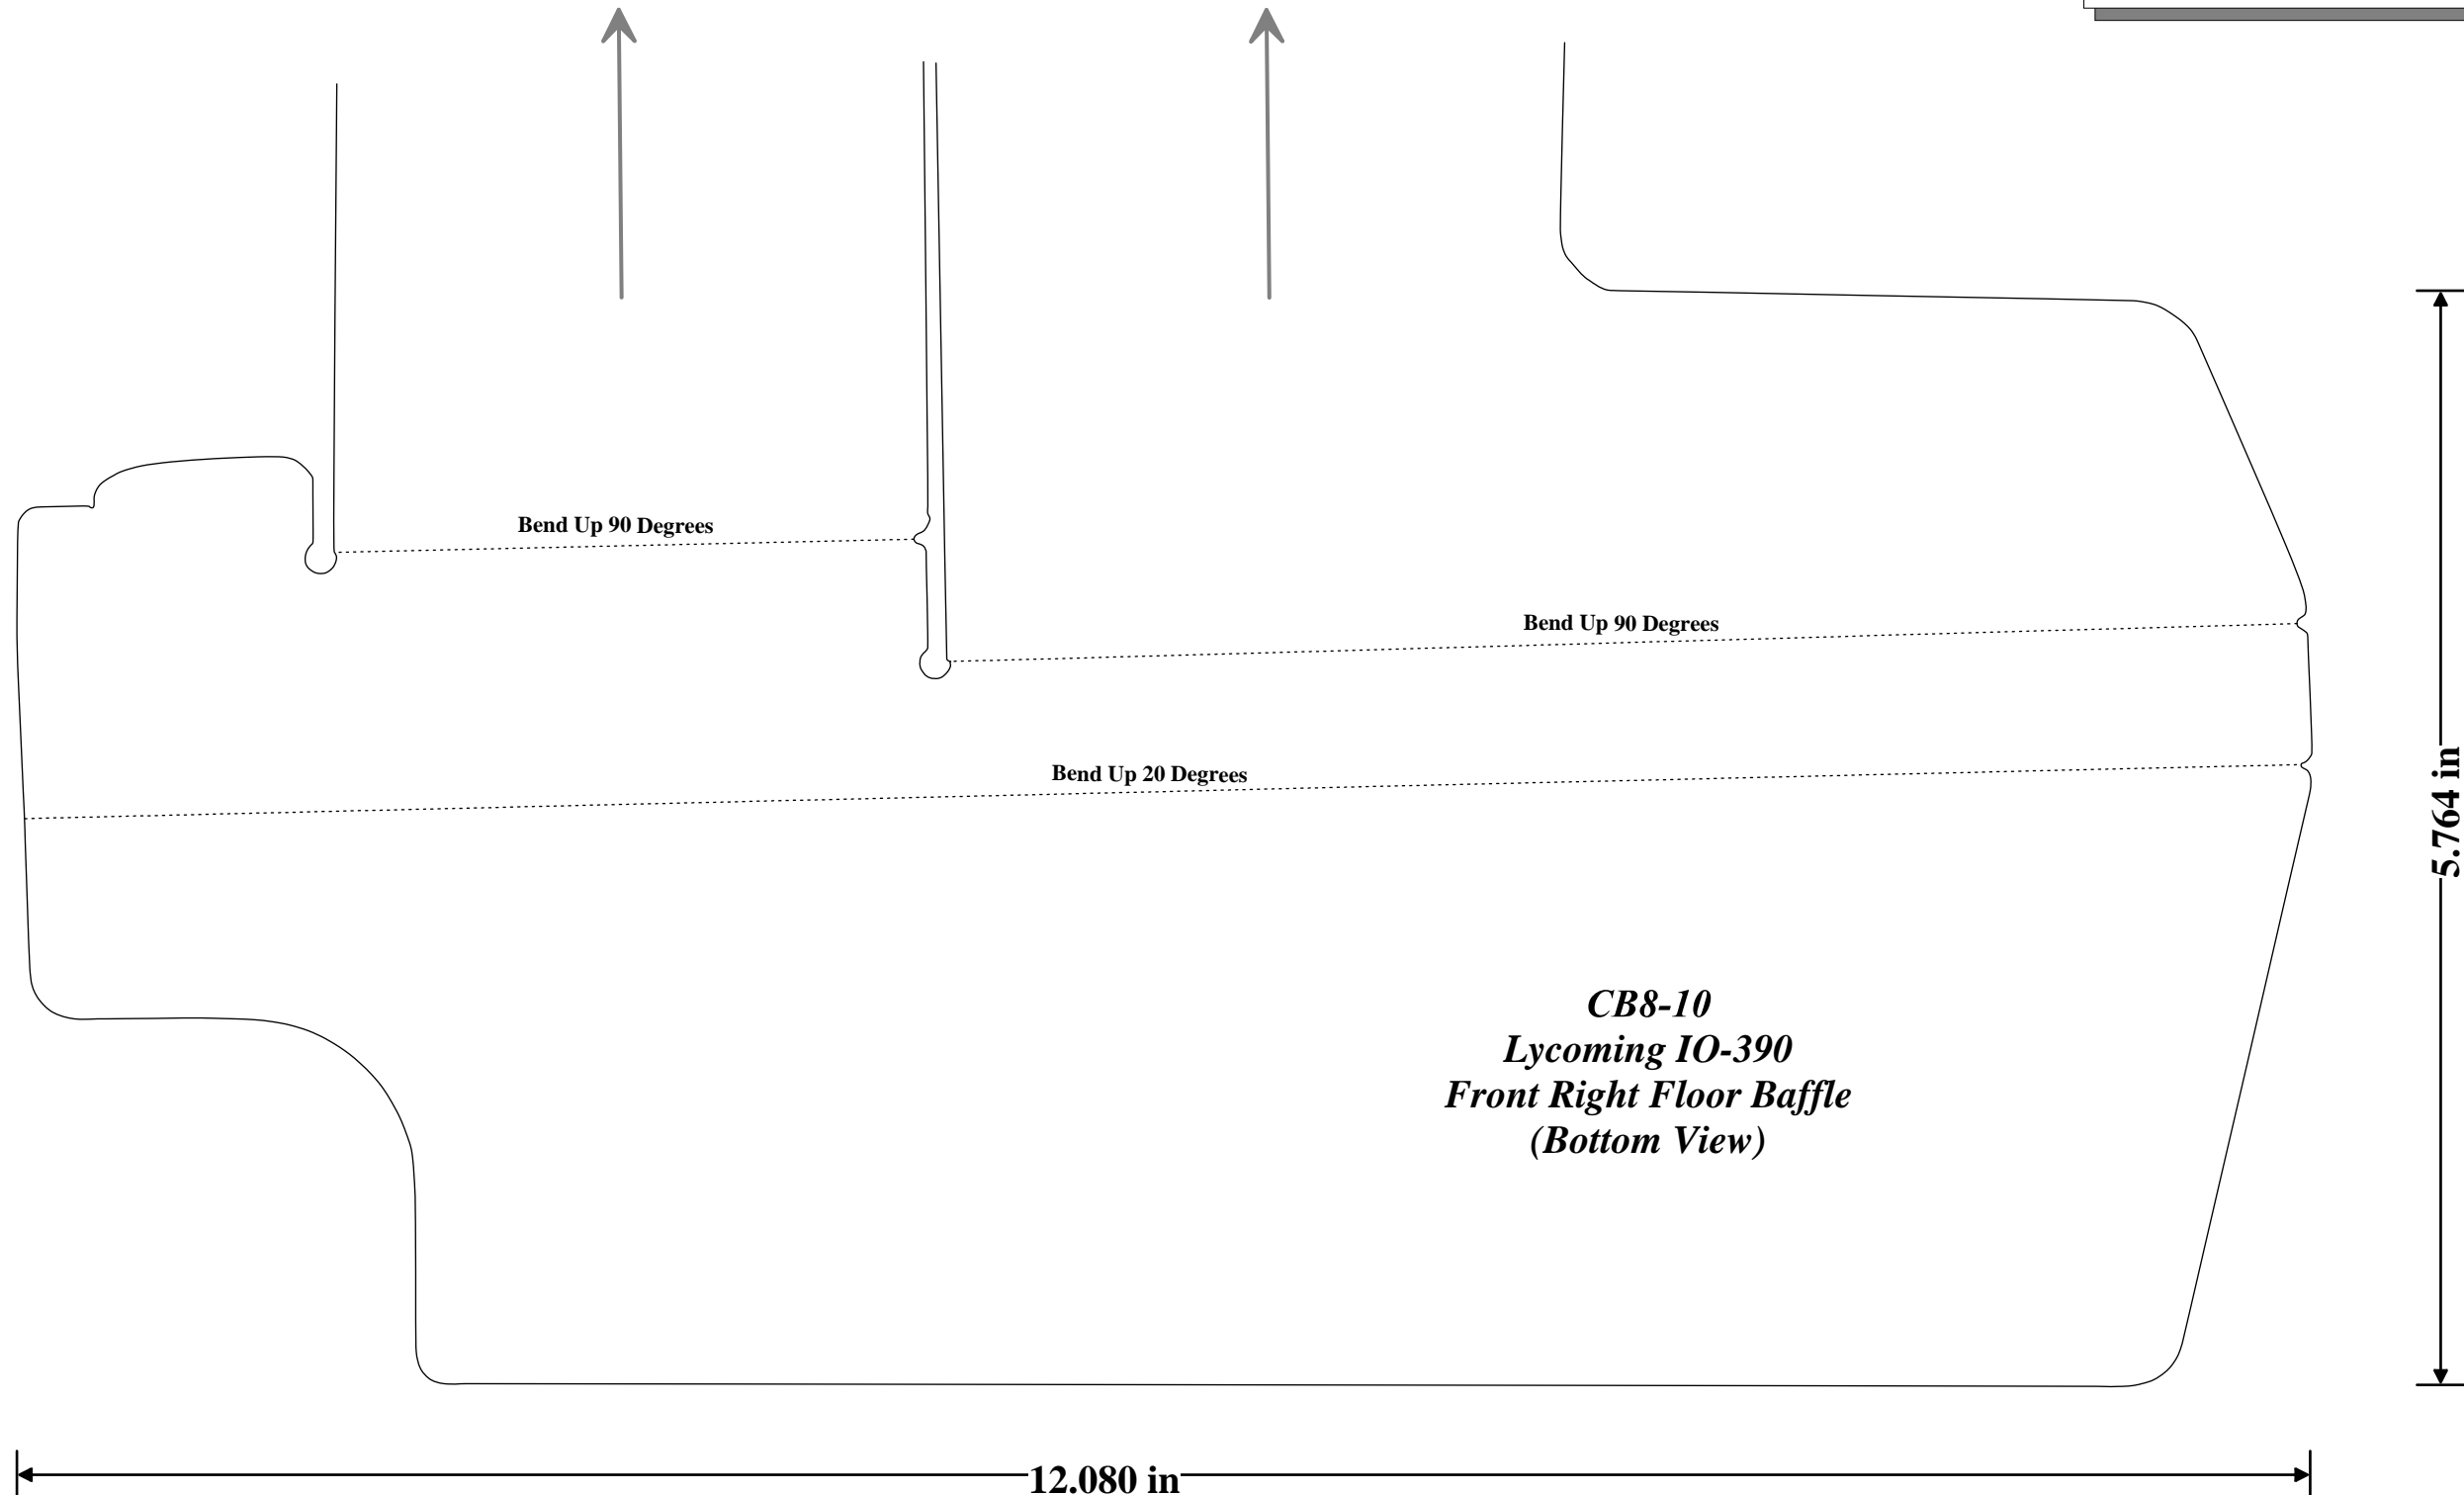 Bend Up 90 Degrees
Bend Up 90 Degrees
Bend Up 20 Degrees
5.764 in
CB8-10
Lycoming IO-390
Front Right Floor Baffle
(Bottom View)
12.080 in